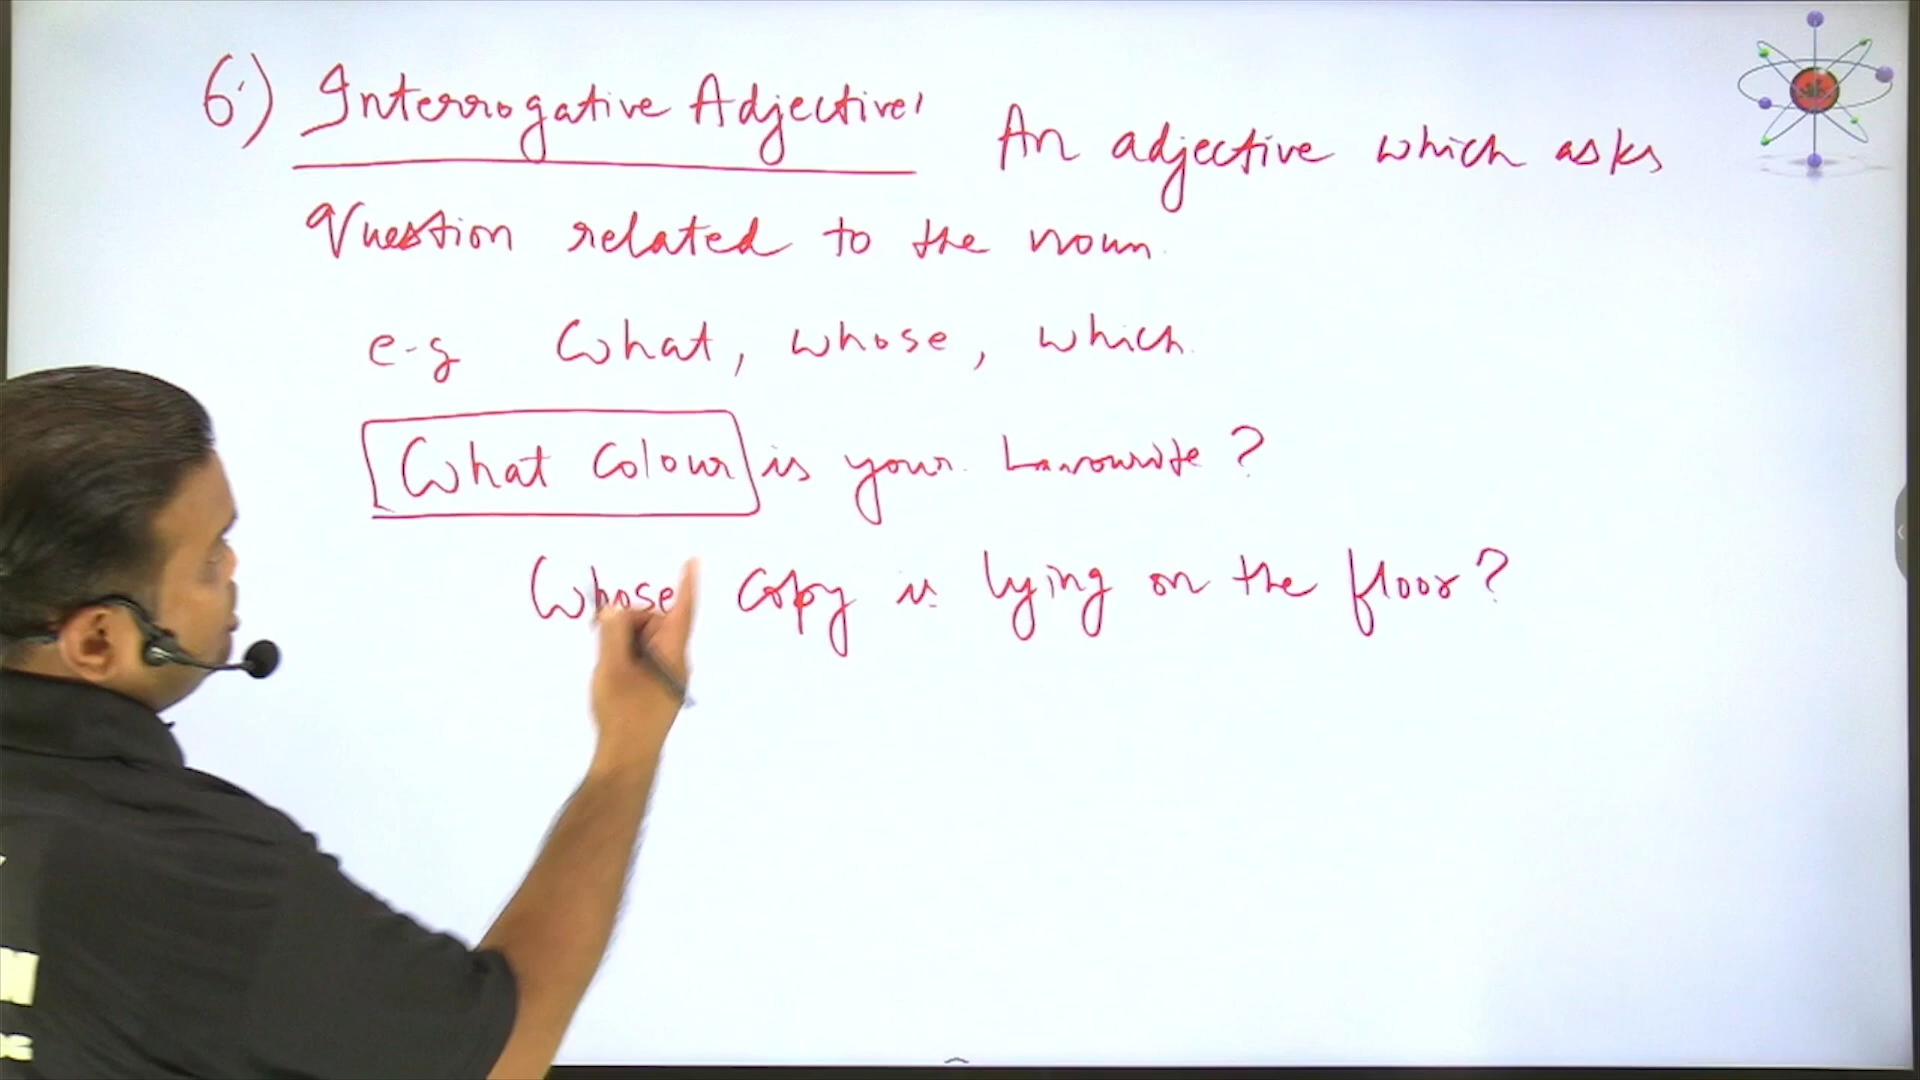 6.) Interrogative Adjective, An adjective which asks
Question related to the noun.
e-g What, whose, which.
What Colour is your favourite?
Whose copy is lying on the floor?